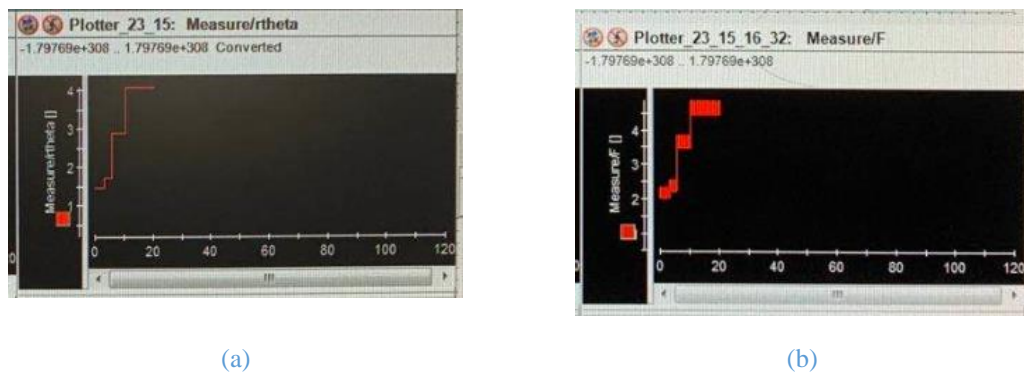 Plotter_23_15: Measure/rtheta
-1.79769e+308 .. 1.79769e+308 Converted
Measure/rtheta []
4
3
2
1
0 20 40 60 80 100 120
(a)
Plotter_23_15_16_32: Measure/F
-1.79769e+308 .. 1.79769e+308
Measure/F []
4
3
2
0 20 40 60 80 100 120
(b)